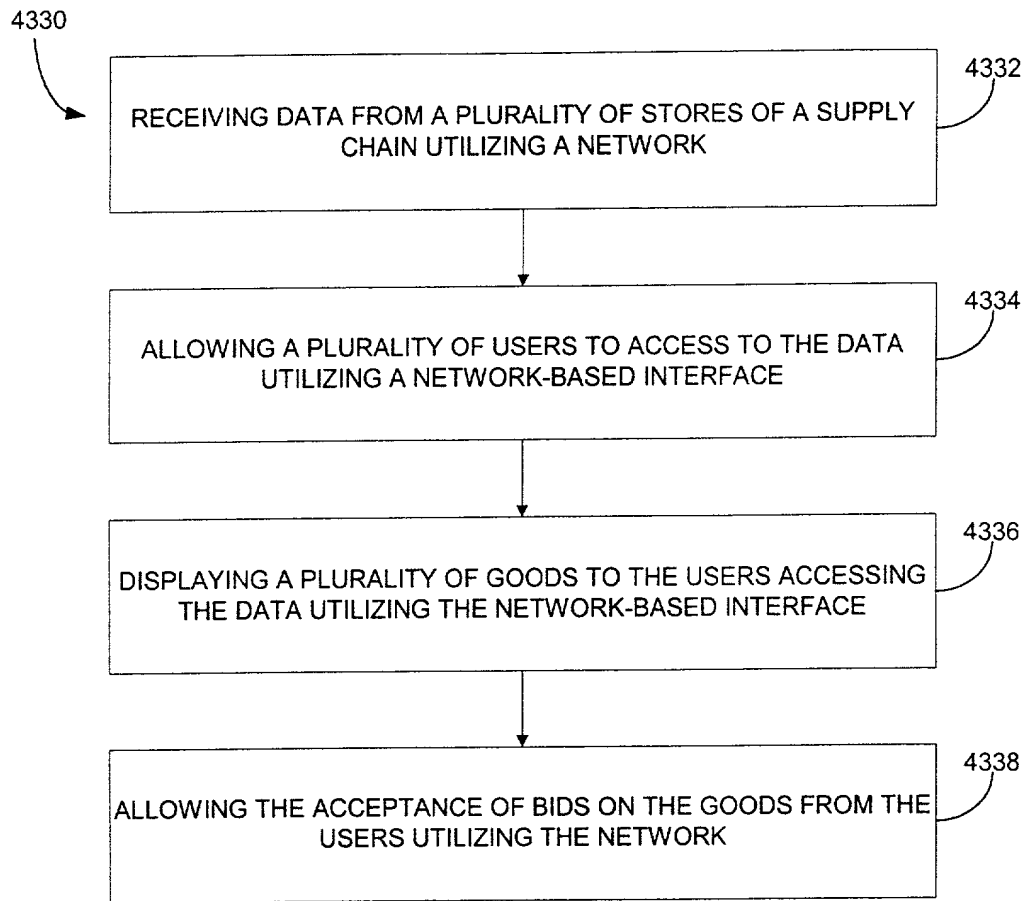 4330
4332
RECEIVING DATA FROM A PLURALITY OF STORES OF A SUPPLY
CHAIN UTILIZING A NETWORK
4334
ALLOWING A PLURALITY OF USERS TO ACCESS TO THE DATA
UTILIZING A NETWORK-BASED INTERFACE
4336
DISPLAYING A PLURALITY OF GOODS TO THE USERS ACCESSING
THE DATA UTILIZING THE NETWORK-BASED INTERFACE
4338
ALLOWING THE ACCEPTANCE OF BIDS ON THE GOODS FROM THE
USERS UTILIZING THE NETWORK